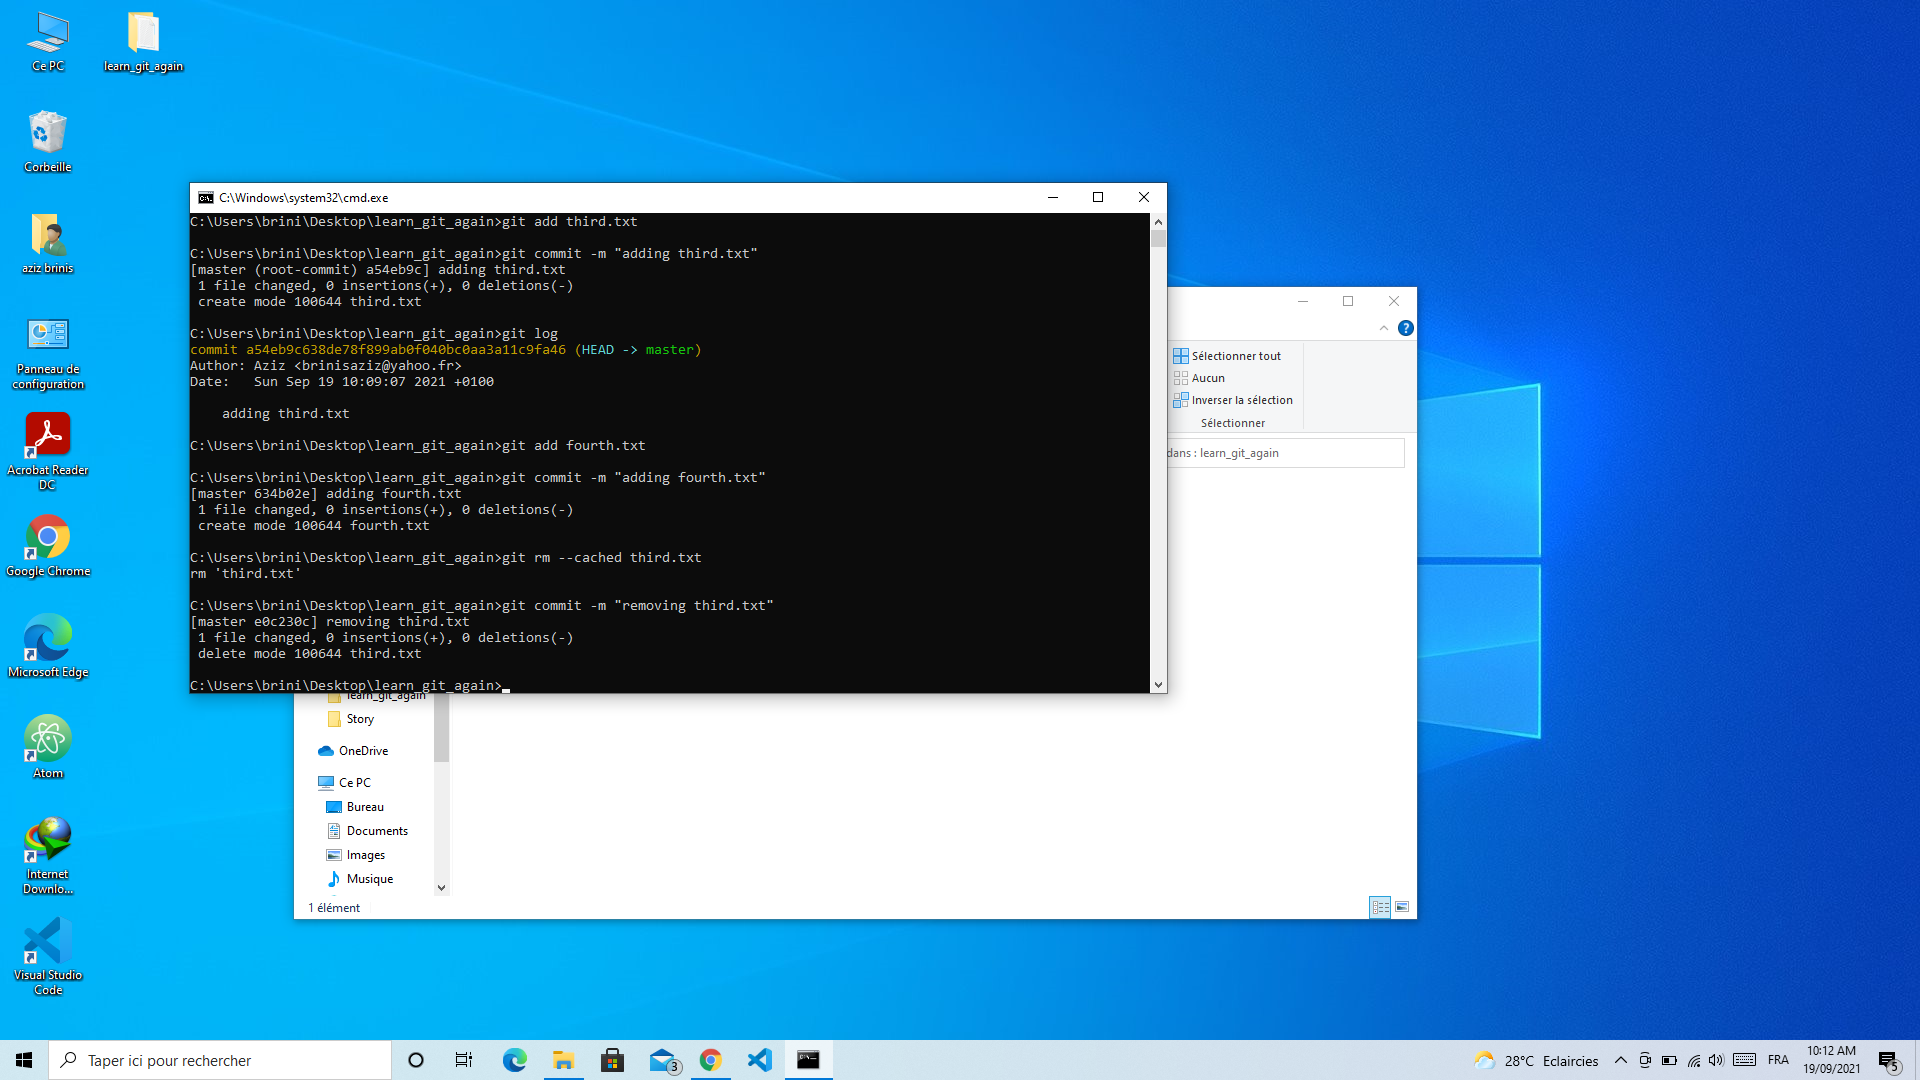 Ce PC
learn_git_again
Corbeille
aziz brinis
Panneau de
configuration
Acrobat Reader
DC
Google Chrome
Microsoft Edge
Atom
Internet
Downlo...
Visual Studio
Code
C:\Windows\system32\cmd.exe
C:\Users\brini\Desktop\learn_git_again>git add third.txt
C:\Users\brini\Desktop\learn_git_again>git commit -m "adding third.txt"
[master (root-commit) a54eb9c] adding third.txt
 1 file changed, 0 insertions(+), 0 deletions(-)
 create mode 100644 third.txt
C:\Users\brini\Desktop\learn_git_again>git log
commit a54eb9c638de78f899ab0f040bc0aa3a11c9fa46 (HEAD -> master)
Author: Aziz <brinisaziz@yahoo.fr>
Date:   Sun Sep 19 10:09:07 2021 +0100
    adding third.txt
C:\Users\brini\Desktop\learn_git_again>git add fourth.txt
C:\Users\brini\Desktop\learn_git_again>git commit -m "adding fourth.txt"
[master 634b02e] adding fourth.txt
 1 file changed, 0 insertions(+), 0 deletions(-)
 create mode 100644 fourth.txt
C:\Users\brini\Desktop\learn_git_again>git rm --cached third.txt
rm 'third.txt'
C:\Users\brini\Desktop\learn_git_again>git commit -m "removing third.txt"
[master e0c230c] removing third.txt
 1 file changed, 0 insertions(+), 0 deletions(-)
 delete mode 100644 third.txt
C:\Users\brini\Desktop\learn_git_again>
Sélectionner tout
Aucun
Inverser la sélection
Sélectionner
dans : learn_git_again
learn_git_again
Story
OneDrive
Ce PC
Bureau
Documents
Images
Musique
1 élément
Taper ici pour rechercher
3
28°C Eclaircies
FRA
10:12 AM
19/09/2021
5